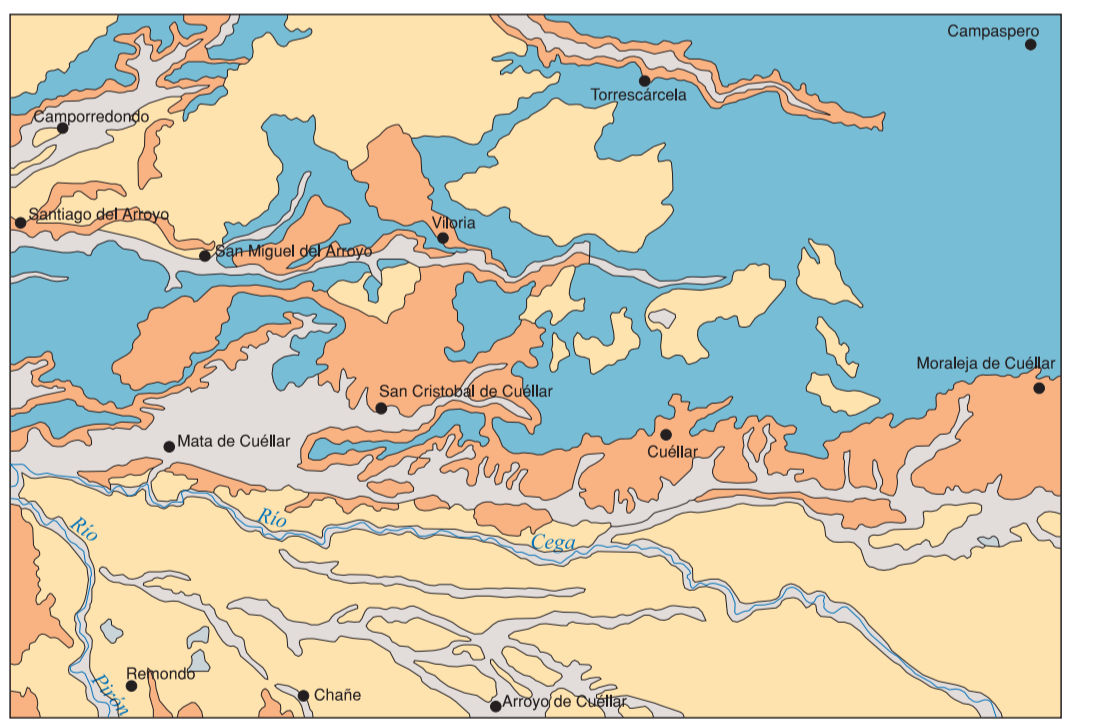 Campaspero
Torrescárcela
Camporredondo
Santiago del Arroyo
Viloria
San Miguel del Arroyo
Moraleja de Cuéllar
San Cristobal de Cuéllar
Mata de Cuéllar
Cuéllar
Río
Río
Cega
Remondo
Pirón
Chañe
Arroyo de Cuéllar